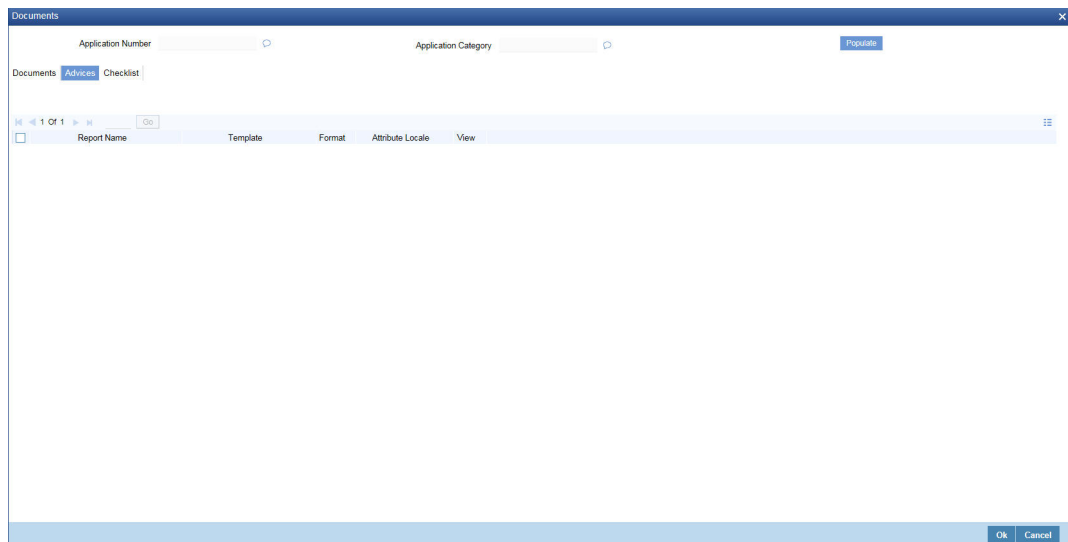 Documents
Application Number Application Category Populate
Documents Advices Checklist
1 Of 1 Go
Report Name Template Format Attribute Locale View
Ok Cancel